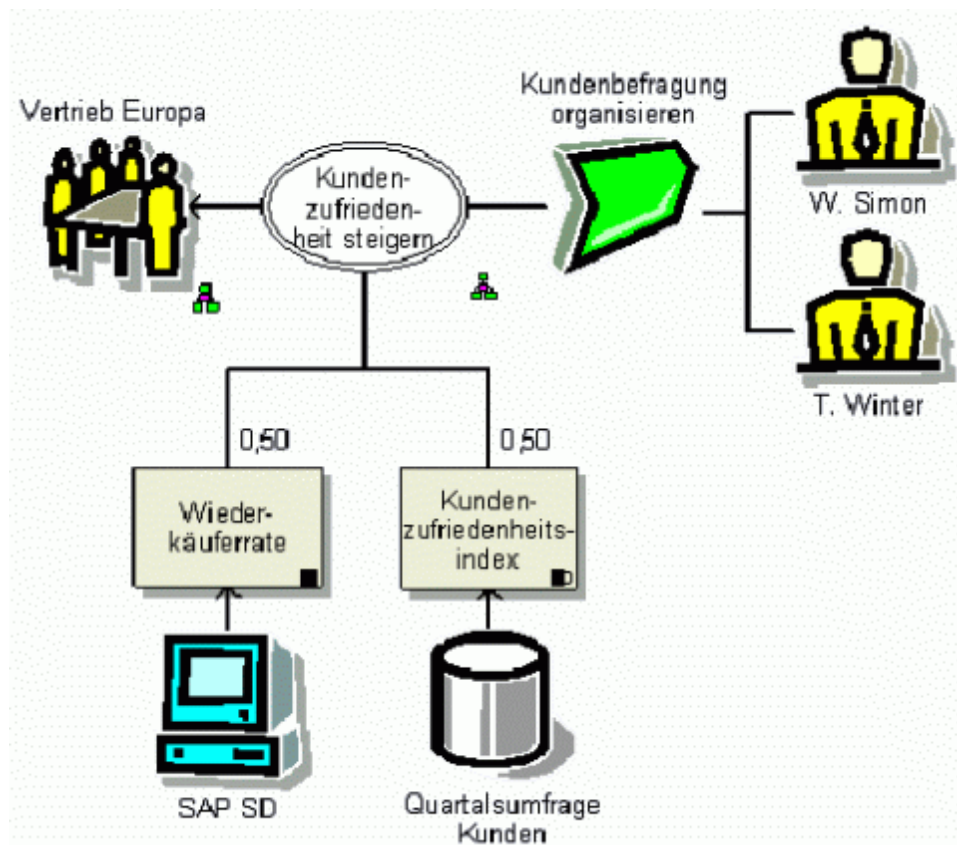 Vertrieb Europa
Kunden-
zufrieden-
heit steigern
Kundenbefragung
organisieren
W. Simon
T. Winter
0,50
0,50
Wieder-
käuferrate
Kunden-
zufriedenheits-
index
SAP SD
Quartalsumfrage
Kunden